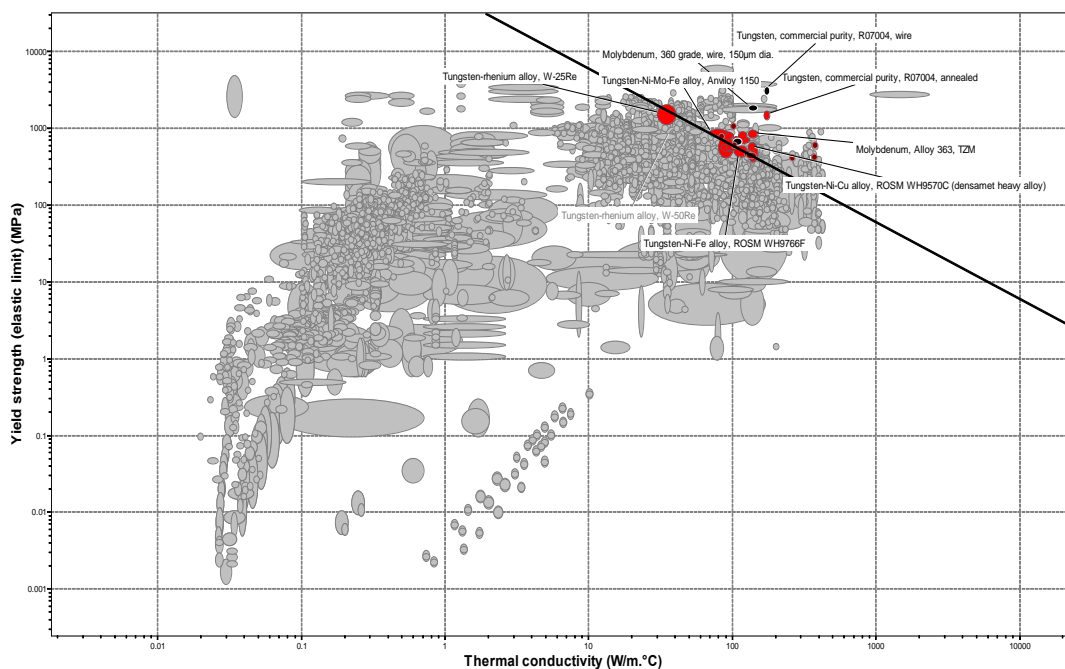 Tungsten, commercial purity, R07004, wire
Molybdenum, 360 grade, wire, 150µm dia.
Tungsten-rhenium alloy, W-25Re
Tungsten-Ni-Mo-Fe alloy, Anviloy 1150
Tungsten, commercial purity, R07004, annealed
Molybdenum, Alloy 363, TZM
Tungsten-Ni-Cu alloy, ROSM WH9570C (densamet heavy alloy)
Tungsten-rhenium alloy, W-50Re
Tungsten-Ni-Fe alloy, ROSM WH9766F
Yield strength (elastic limit) (MPa)
10000
1000
100
10
1
0.1
0.01
0.001
0.01
0.1
1
10
100
1000
10000
Thermal conductivity (W/m.°C)